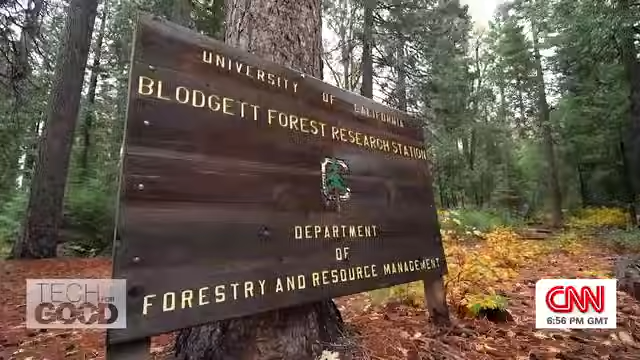 UNIVERSITY OF CALIFORNIA
BLODGETT FOREST RESEARCH STATION
DEPARTMENT
OF
FORESTRY AND RESOURCE MANAGEMENT
TECH FOR
GOOD
CNN
6:56 PM GMT